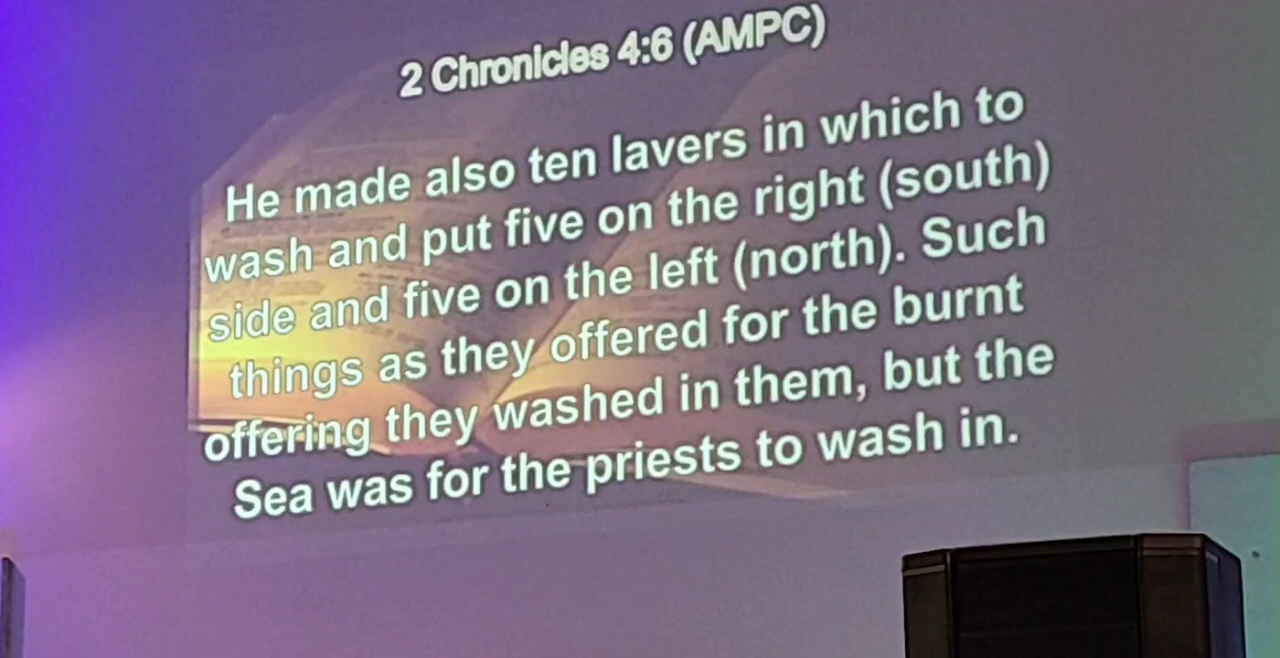 2 Chronicles 4:6 (AMPC)
He made also ten lavers in which to
wash and put five on the right (south)
side and five on the left (north). Such
things as they offered for the burnt
offering they washed in them, but the
Sea was for the priests to wash in.